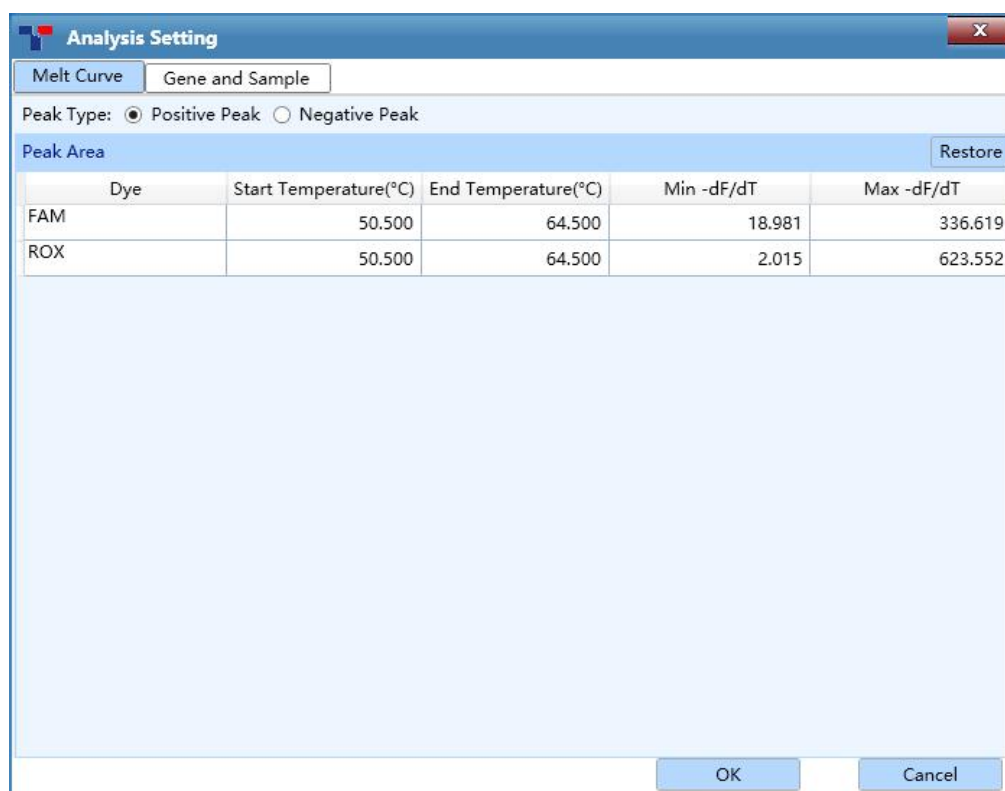 Analysis Setting
x
Melt Curve Gene and Sample
Peak Type: Positive Peak Negative Peak
Peak Area Restore
Dye Start Temperature(°C) End Temperature(°C) Min -dF/dT Max -dF/dT
FAM 50.500 64.500 18.981 336.619
ROX 50.500 64.500 2.015 623.552
OK Cancel